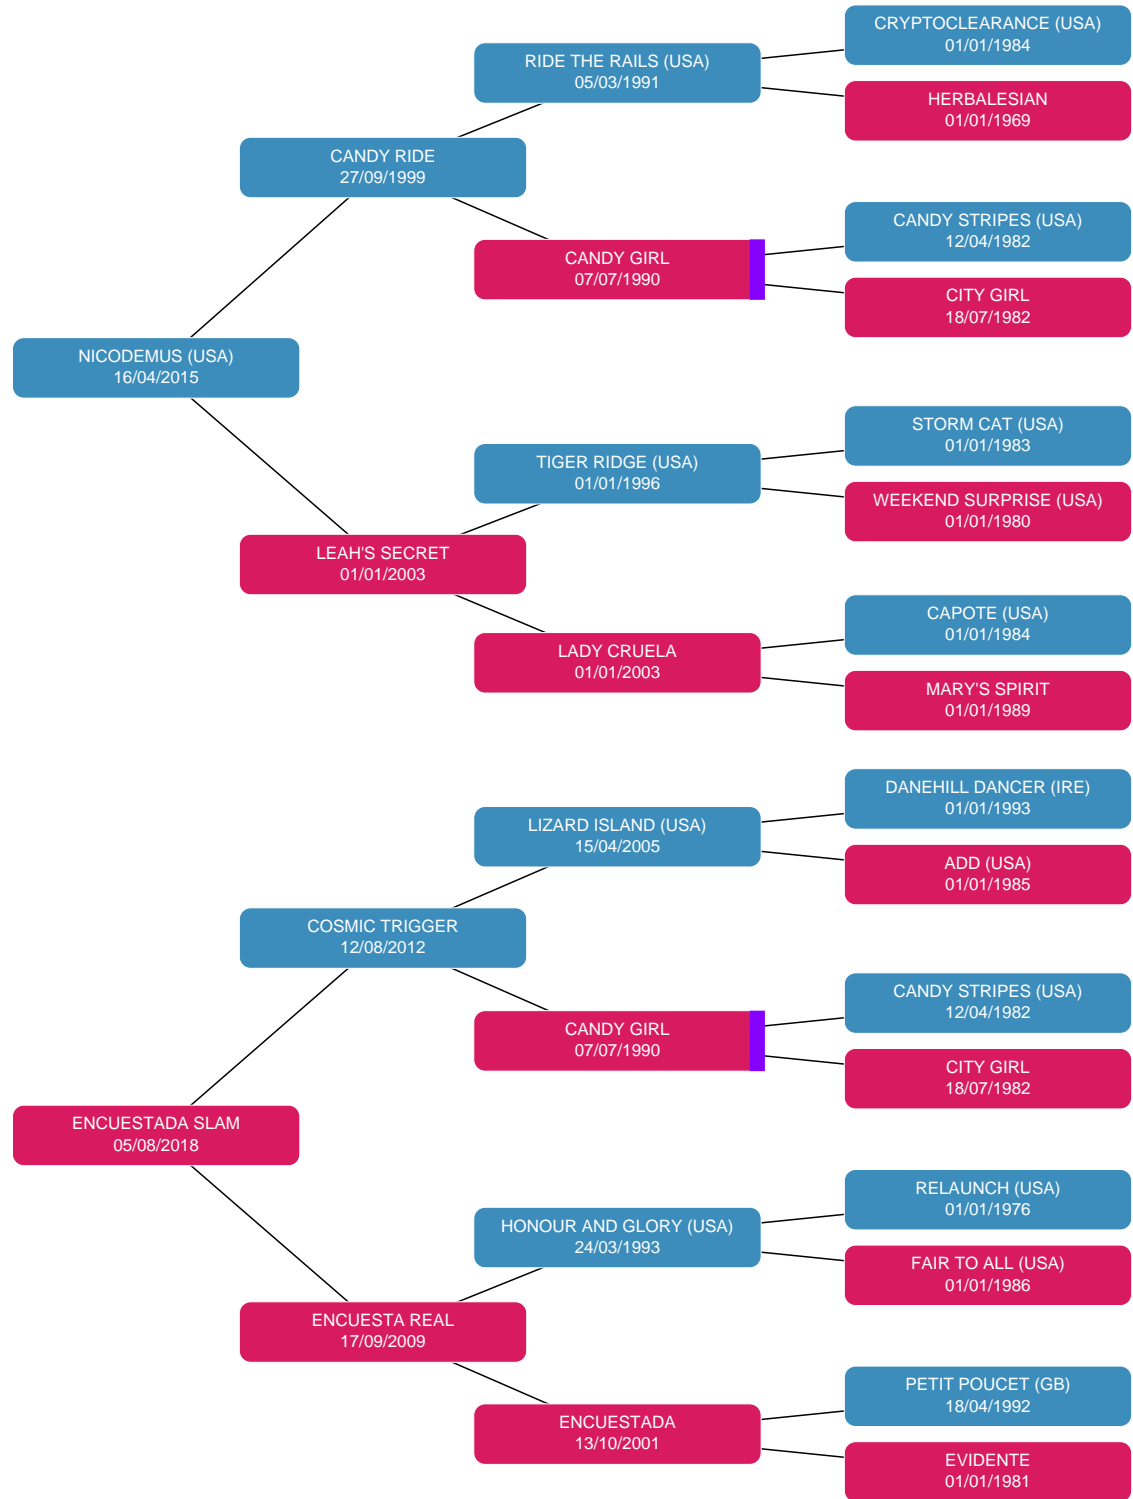 CRYPTOCLEARANCE (USA)
01/01/1984
RIDE THE RAILS (USA)
05/03/1991
HERBALESIAN
01/01/1969
CANDY RIDE
27/09/1999
CANDY STRIPES (USA)
12/04/1982
CANDY GIRL
07/07/1990
CITY GIRL
18/07/1982
NICODEMUS (USA)
16/04/2015
STORM CAT (USA)
01/01/1983
TIGER RIDGE (USA)
01/01/1996
WEEKEND SURPRISE (USA)
01/01/1980
LEAH'S SECRET
01/01/2003
CAPOTE (USA)
01/01/1984
LADY CRUELA
01/01/2003
MARY'S SPIRIT
01/01/1989
DANEHILL DANCER (IRE)
01/01/1993
LIZARD ISLAND (USA)
15/04/2005
ADD (USA)
01/01/1985
COSMIC TRIGGER
12/08/2012
CANDY STRIPES (USA)
12/04/1982
CANDY GIRL
07/07/1990
CITY GIRL
18/07/1982
ENCUESTADA SLAM
05/08/2018
RELAUNCH (USA)
01/01/1976
HONOUR AND GLORY (USA)
24/03/1993
FAIR TO ALL (USA)
01/01/1986
ENCUESTA REAL
17/09/2009
PETIT POUCET (GB)
18/04/1992
ENCUESTADA
13/10/2001
EVIDENTE
01/01/1981